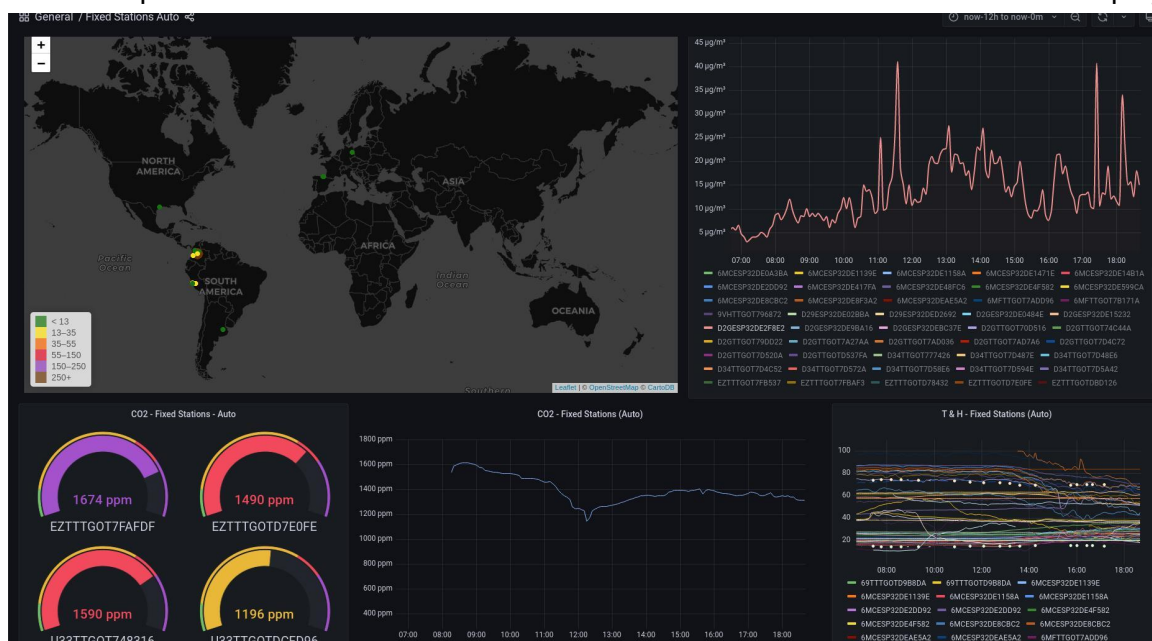 General / Fixed Stations Auto
now-12h to now-0m
+
−
NORTH
AMERICA
ASIA
AFRICA
Pacific
Ocean
SOUTH
AMERICA
Indian
Ocean
OCEANIA
Southern
< 13
13–35
35–55
55–150
150–250
250+
Leaflet | © OpenStreetMap © CartoDB
45 µg/m³
40 µg/m³
35 µg/m³
30 µg/m³
25 µg/m³
20 µg/m³
15 µg/m³
10 µg/m³
5 µg/m³
07:00 08:00 09:00 10:00 11:00 12:00 13:00 14:00 15:00 16:00 17:00 18:00
6MCESP32DE0A3BA 6MCESP32DE1139E 6MCESP32DE1158A 6MCESP32DE1471E 6MCESP32DE14B1A
6MCESP32DE2DD92 6MCESP32DE417FA 6MCESP32DE48FC6 6MCESP32DE4F582 6MCESP32DE599CA
6MCESP32DE8CBC2 6MCESP32DE8F3A2 6MCESP32DEAE5A2 6MFTTGOT7ADD96 6MFTTGOT7B171A
9VHTTGOT796872 D29ESP32DE02BBA D29ESP32DED2692 D2GESP32DE0484E D2GESP32DE15232
D2GESP32DE2F8E2 D2GESP32DE9BA16 D2GESP32DEBC37E D2GTTGOT70D516 D2GTTGOT74C44A
D2GTTGOT79DD22 D2GTTGOT7A27AA D2GTTGOT7AD036 D2GTTGOT7AD7A6 D2GTTGOT7D4C72
D2GTTGOT7D520A D2GTTGOD537FA D34TTGOT777426 D34TTGOT7D487E D34TTGOT7D48E6
D34TTGOT7D4C52 D34TTGOT7D572A D34TTGOT7D58E6 D34TTGOT7D594E D34TTGOT7D5A42
EZTTTGOT7FB537 EZTTTGOT7FBAF3 EZTTTGOTD78432 EZTTTGOTD7E0FE EZTTTGOTDBD126
CO2 - Fixed Stations - Auto
1674 ppm
EZTTTGOT7FAFDF
1490 ppm
EZTTTGOTD7E0FE
1590 ppm
U33TTGOT748316
1196 ppm
U33TTGOTDCED96
CO2 - Fixed Stations (Auto)
1800 ppm
1600 ppm
1400 ppm
1200 ppm
1000 ppm
800 ppm
600 ppm
400 ppm
07:00 08:00 09:00 10:00 11:00 12:00 13:00 14:00 15:00 16:00 17:00 18:00
T & H - Fixed Stations (Auto)
100
80
60
40
20
08:00 10:00 12:00 14:00 16:00 18:00
69TTTGOTD9B8DA 69TTTGOTD9B8DA 6MCESP32DE1139E
6MCESP32DE1139E 6MCESP32DE1158A 6MCESP32DE1158A
6MCESP32DE2DD92 6MCESP32DE2DD92 6MCESP32DE4F582
6MCESP32DE4F582 6MCESP32DE8CBC2 6MCESP32DE8CBC2
6MCESP32DEAE5A2 6MCESP32DEAE5A2 6MFTTGOT7ADD96